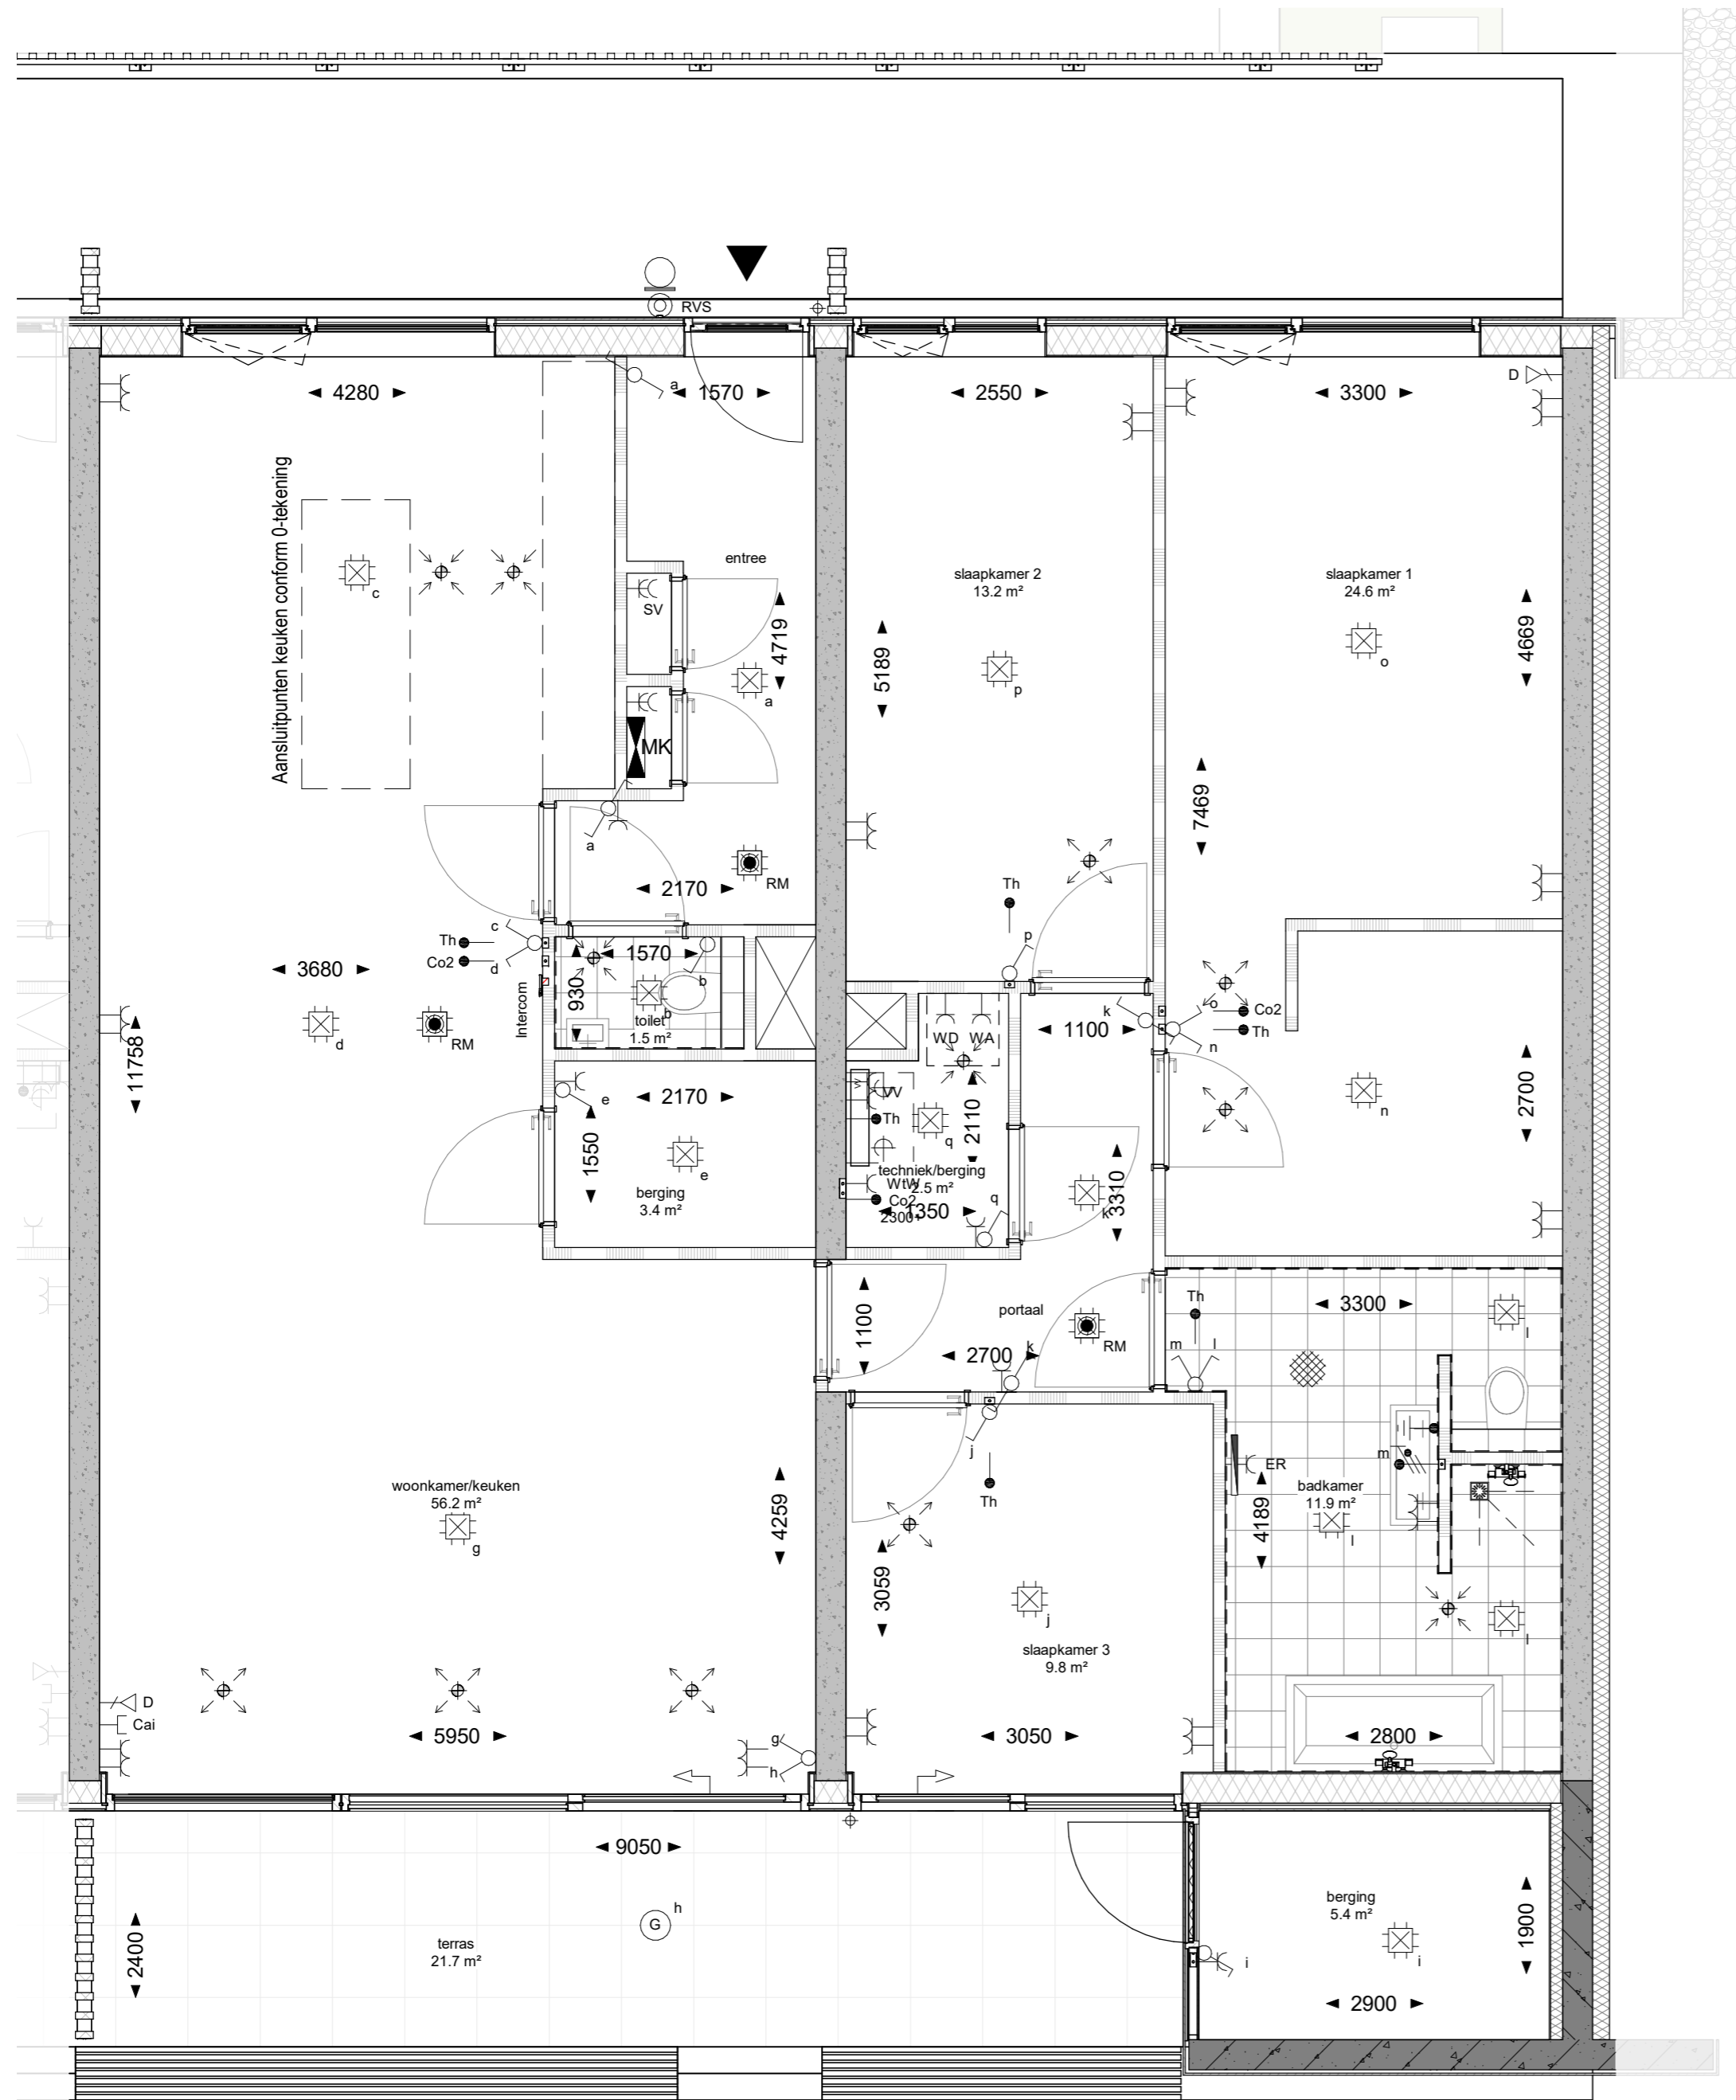 RVS
4280
a
1570
2550
3300
D
Aansluitpunten keuken conform 0-tekening
entree
slaapkamer 2
13.2 m²
slaapkamer 1
24.6 m²
c
SV
4719
5189
4669
o
p
a
MK
7469
a
2170
RM
Th
c
Th
Co2
d
1570
b
p
3680
930
b
Intercom
toilet
1.5 m²
d
RM
11758
WD
WA
k
1100
o
Co2
Th
n
2700
n
e
2170
VV
Th
2110
q
1550
e
berging
3.4 m²
techniek/berging
2.5 m²
WtW
Co2
2300+
1350
q
k
3310
1100
portaal
Th
3300
l
m
l
2700
k
RM
j
Th
m
ER
woonkamer/keuken
56.2 m²
g
4259
badkamer
11.9 m²
l
4189
3059
j
slaapkamer 3
9.8 m²
l
D
Cai
5950
g
h
3050
2800
9050
h
G
terras
21.7 m²
2400
berging
5.4 m²
i
i
1900
2900